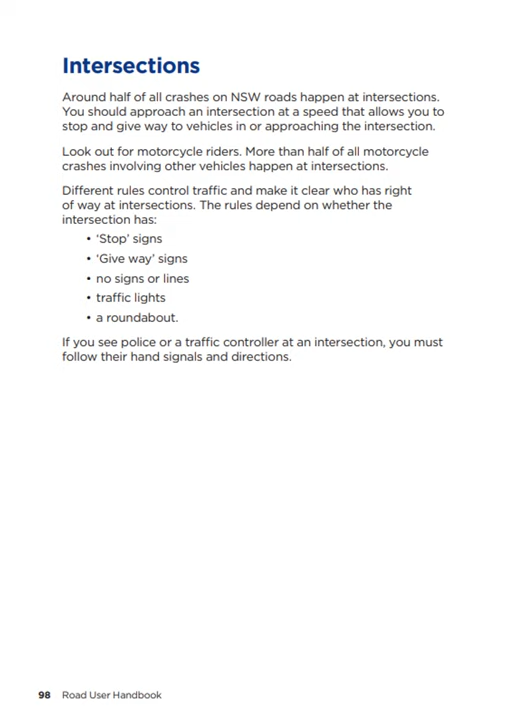 Intersections
Around half of all crashes on NSW roads happen at intersections.
You should approach an intersection at a speed that allows you to
stop and give way to vehicles in or approaching the intersection.
Look out for motorcycle riders. More than half of all motorcycle
crashes involving other vehicles happen at intersections.
Different rules control traffic and make it clear who has right
of way at intersections. The rules depend on whether the
intersection has:
• ‘Stop’ signs
• ‘Give way’ signs
• no signs or lines
• traffic lights
• a roundabout.
If you see police or a traffic controller at an intersection, you must
follow their hand signals and directions.
98 Road User Handbook